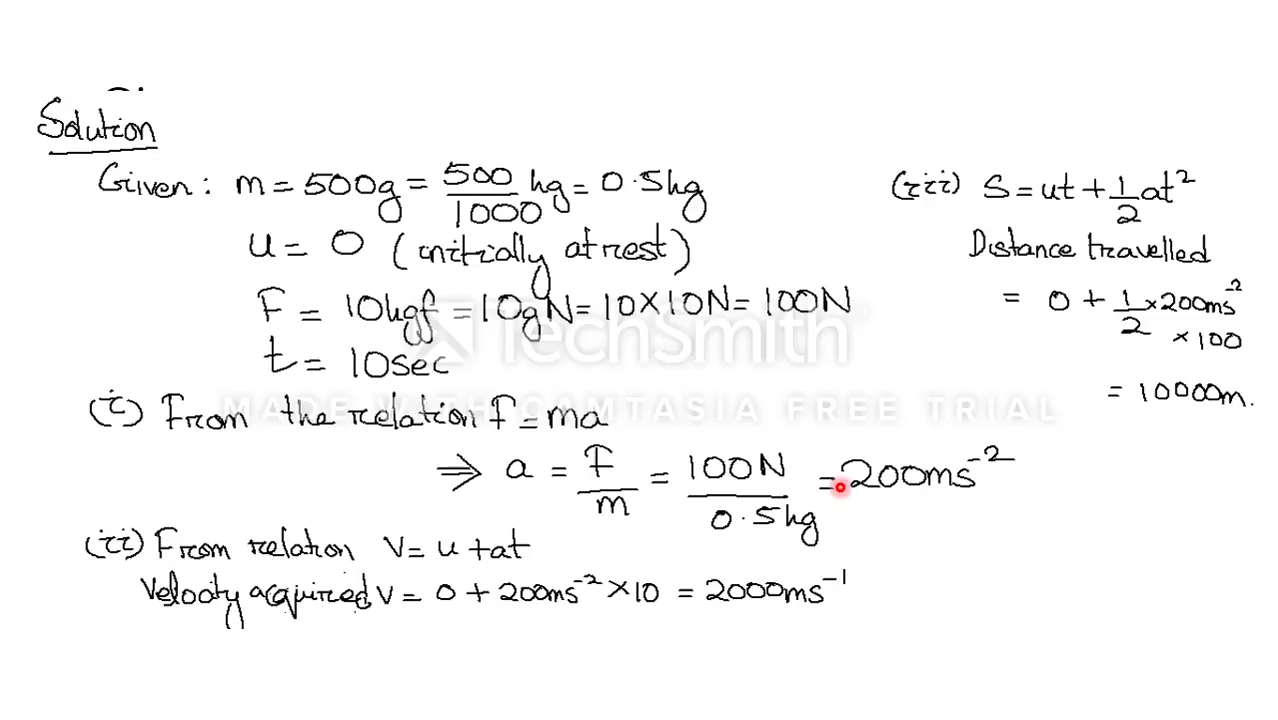 Solution
Given: m = 500g = 500/1000 kg = 0.5kg
u = 0 (initially at rest)
F = 10kgf = 10gN = 10×10N = 100N
t = 10sec
(i) From the relation F = ma
⇒ a = F/m = 100N/0.5kg = 200ms⁻²
(ii) From relation V = u + at
Velocity acquired V = 0 + 200ms⁻² × 10 = 2000ms⁻¹
(iii) S = ut + 1/2 at²
Distance travelled
= 0 + 1/2 × 200ms⁻²
× 100
= 10000m.
TechSmith
MADE WITH CAMTASIA FREE TRIAL